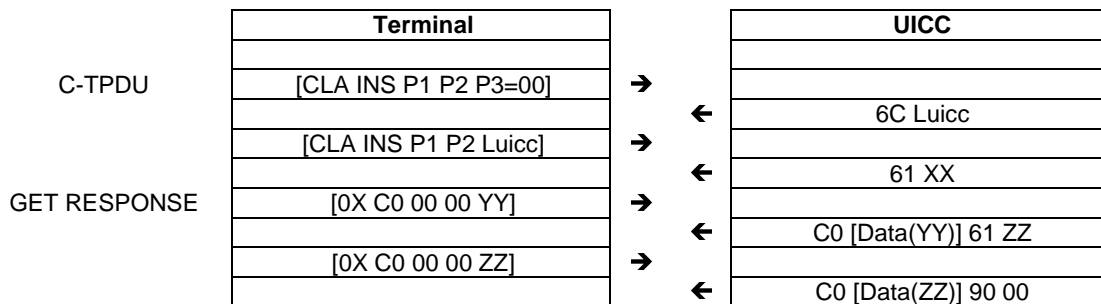 Terminal UICC
C-TPDU [CLA INS P1 P2 P3=00] →
← 6C Luicc
[CLA INS P1 P2 Luicc] →
← 61 XX
GET RESPONSE [0X C0 00 00 YY] →
← C0 [Data(YY)] 61 ZZ
[0X C0 00 00 ZZ] →
← C0 [Data(ZZ)] 90 00